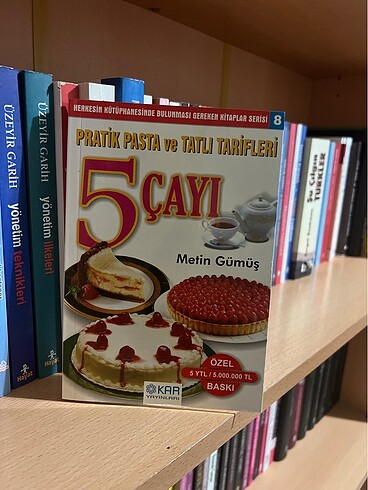 HERKESİN KÜTÜPHANESİNDE BULUNMASI GEREKEN KİTAPLAR SERİSİ 8
PRATİK PASTA ve TATLI TARİFLERİ
5 ÇAYI
Metin Gümüş
ÖZEL
5 YTL / 5.000.000 TL
BASKI
KAR
YAYINLARI
ÜZEYİR GARİH
yönetim teknikleri
Hayat
ÜZEYİR GARİH
yönetim ilkeleri
Hayat